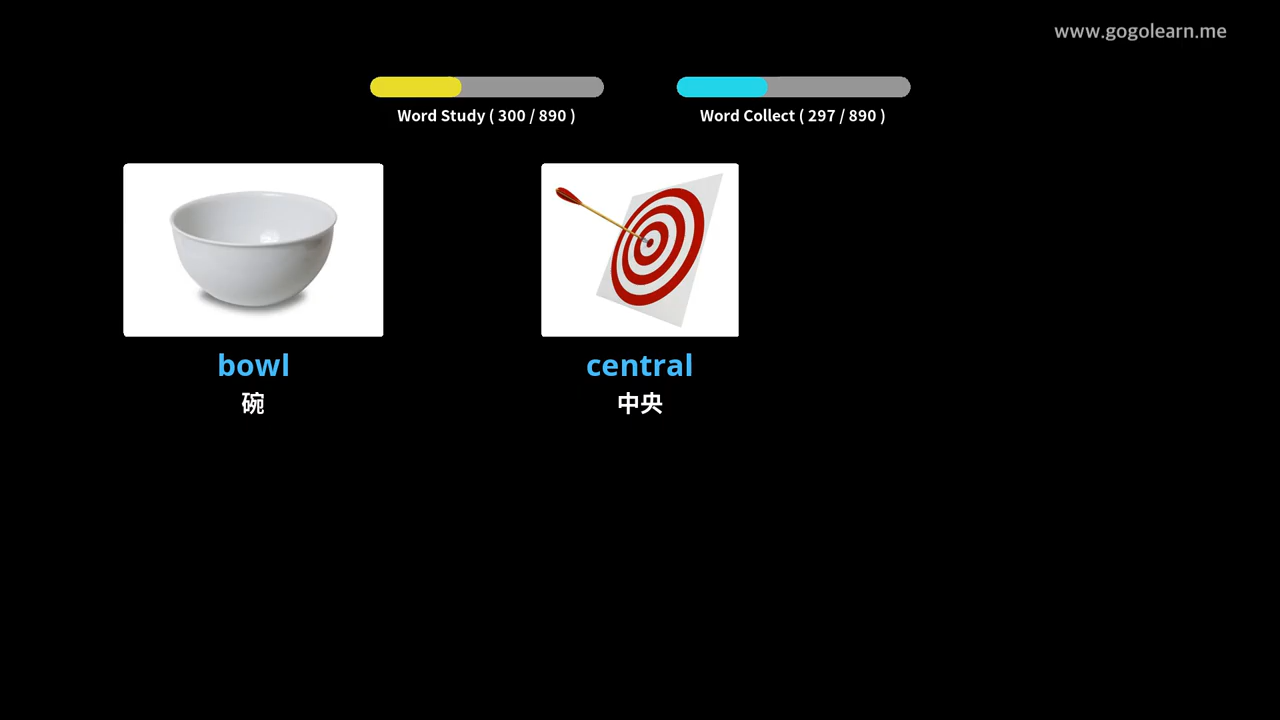 www.gogolearn.me
Word Study ( 300 / 890 )
Word Collect ( 297 / 890 )
bowl
碗
central
中央